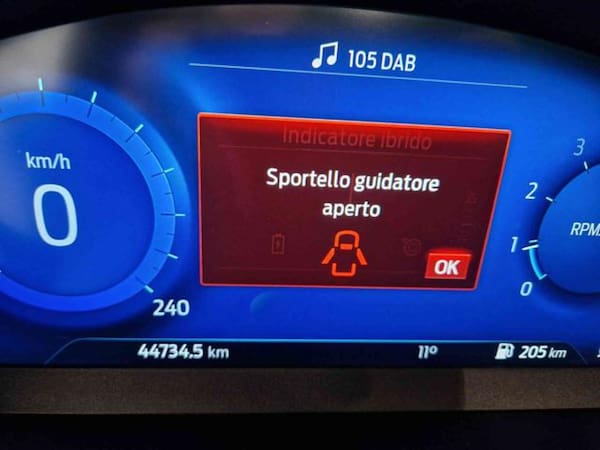 105 DAB
Indicatore ibrido
km/h
Sportello guidatore
aperto
0
3
2
RPM
1
OK
0
240
44734.5 km
11°
205 km